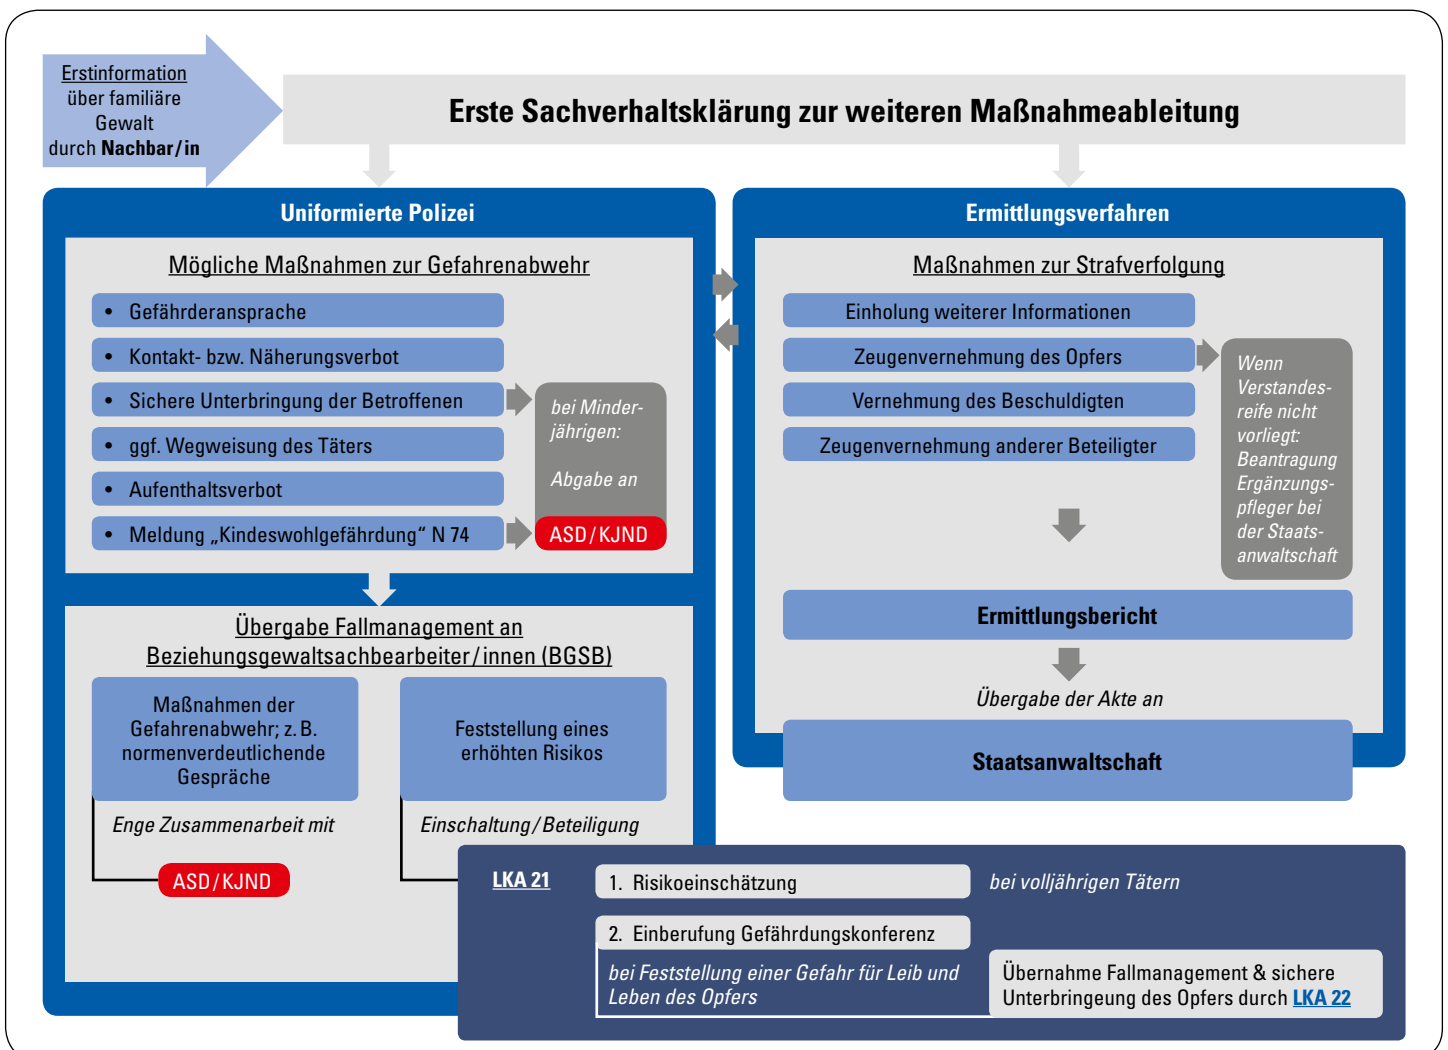 Erstinformation
über familiäre
Gewalt
durch Nachbar/in
Erste Sachverhaltsklärung zur weiteren Maßnahmeableitung
Uniformierte Polizei
Mögliche Maßnahmen zur Gefahrenabwehr
• Gefährderansprache
• Kontakt- bzw. Näherungsverbot
• Sichere Unterbringung der Betroffenen
• ggf. Wegweisung des Täters
• Aufenthaltsverbot
• Meldung „Kindeswohlgefährdung“ N 74
bei Minder-
jährigen:
Abgabe an
ASD/KJND
Übergabe Fallmanagement an
Beziehungsgewaltsachbearbeiter/innen (BGSB)
Maßnahmen der
Gefahrenabwehr; z. B.
normenverdeutlichende
Gespräche
Enge Zusammenarbeit mit
ASD/KJND
Feststellung eines
erhöhten Risikos
Einschaltung/Beteiligung
Ermittlungsverfahren
Maßnahmen zur Strafverfolgung
Einholung weiterer Informationen
Zeugenvernehmung des Opfers
Vernehmung des Beschuldigten
Zeugenvernehmung anderer Beteiligter
Wenn
Verstandes-
reife nicht
vorliegt:
Beantragung
Ergänzungs-
pfleger bei
der Staats-
anwaltschaft
Ermittlungsbericht
Übergabe der Akte an
Staatsanwaltschaft
LKA 21
1. Risikoeinschätzung
bei volljährigen Tätern
2. Einberufung Gefährdungskonferenz
bei Feststellung einer Gefahr für Leib und
Leben des Opfers
Übernahme Fallmanagement & sichere
Unterbringeung des Opfers durch LKA 22